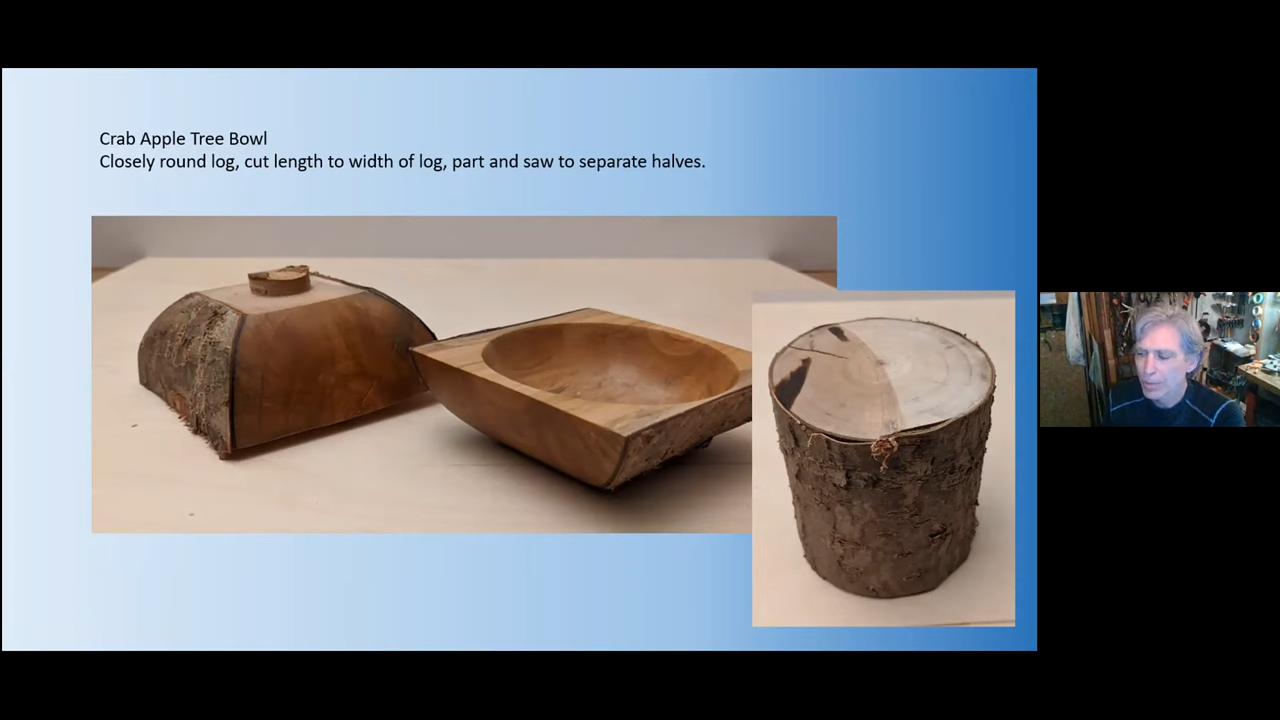 Crab Apple Tree Bowl
Closely round log, cut length to width of log, part and saw to separate halves.